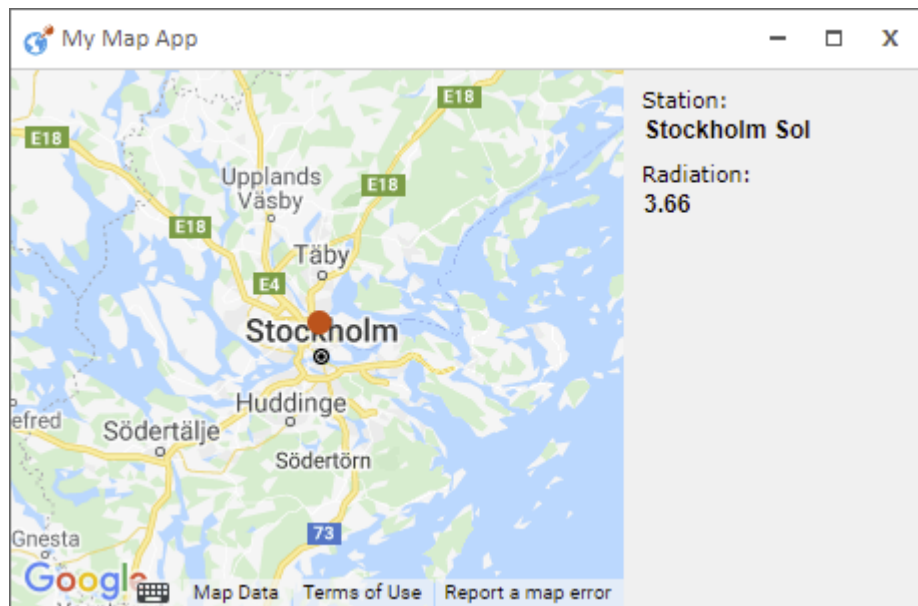 My Map App
X
E18
E18
Upplands
Väsby
E18
E18
Täby
E4
Stockholm
Huddinge
efred
Södertälje
Södertörn
73
Gnesta
Google
Map Data
Terms of Use
Report a map error
Station:
Stockholm Sol
Radiation:
3.66